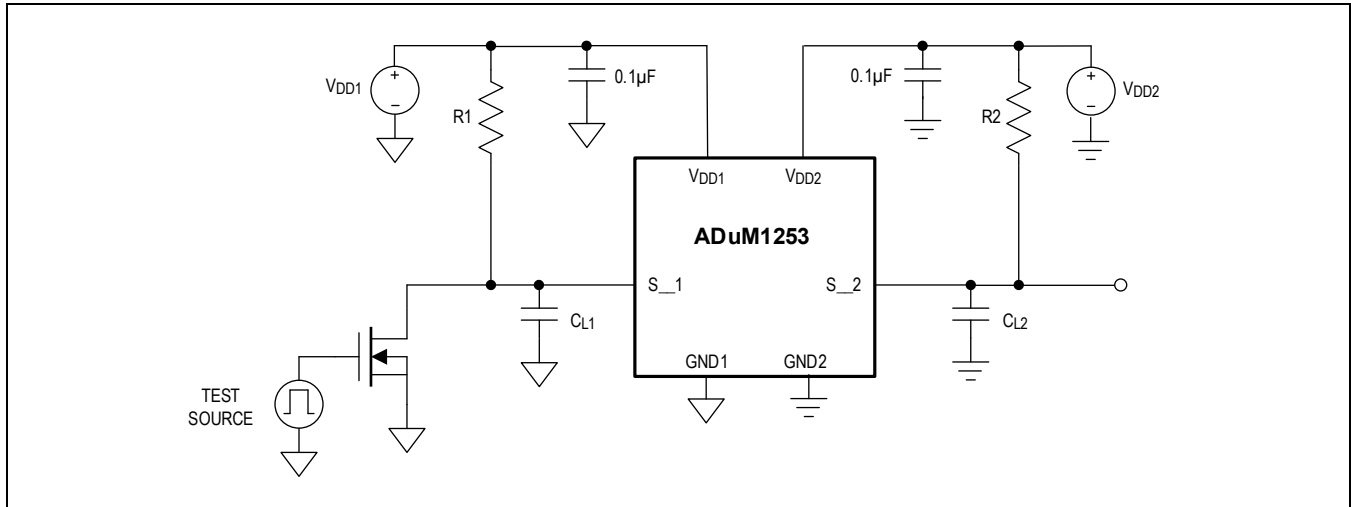 VDD1
+
−
R1
0.1µF
0.1µF
R2
+
−
VDD2
VDD1
VDD2
ADuM1253
S__1
S__2
CL1
CL2
GND1
GND2
TEST
SOURCE